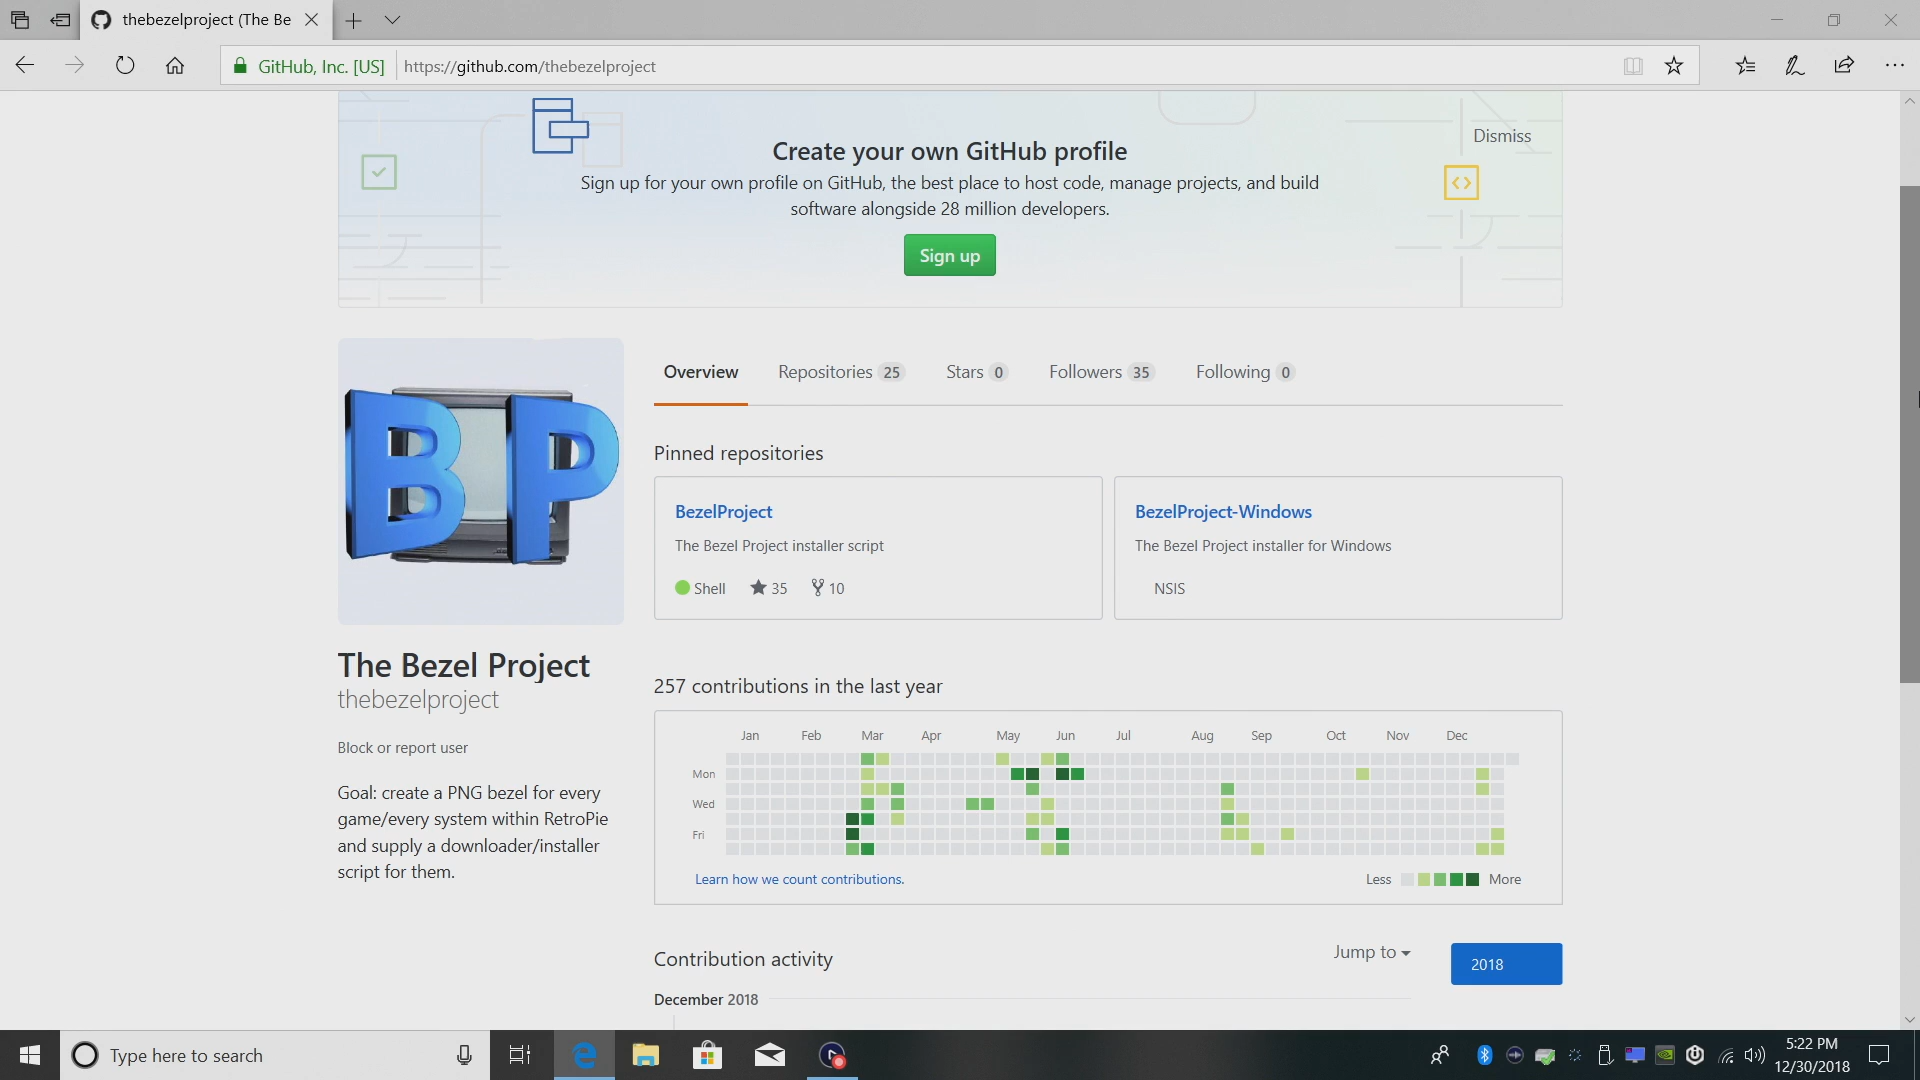 thebezelproject (The Be
GitHub, Inc. [US]
https://github.com/thebezelproject
Create your own GitHub profile
Dismiss
Sign up for your own profile on GitHub, the best place to host code, manage projects, and build
software alongside 28 million developers.
Sign up
BP
Overview
Repositories 25
Stars 0
Followers 35
Following 0
Pinned repositories
BezelProject
The Bezel Project installer script
Shell 35 10
BezelProject-Windows
The Bezel Project installer for Windows
NSIS
The Bezel Project
thebezelproject
Block or report user
Goal: create a PNG bezel for every
game/every system within RetroPie
and supply a downloader/installer
script for them.
257 contributions in the last year
Jan Feb Mar Apr May Jun Jul Aug Sep Oct Nov Dec
Mon
Wed
Fri
Learn how we count contributions.
Less More
Contribution activity
Jump to
2018
December 2018
Type here to search
5:22 PM
12/30/2018